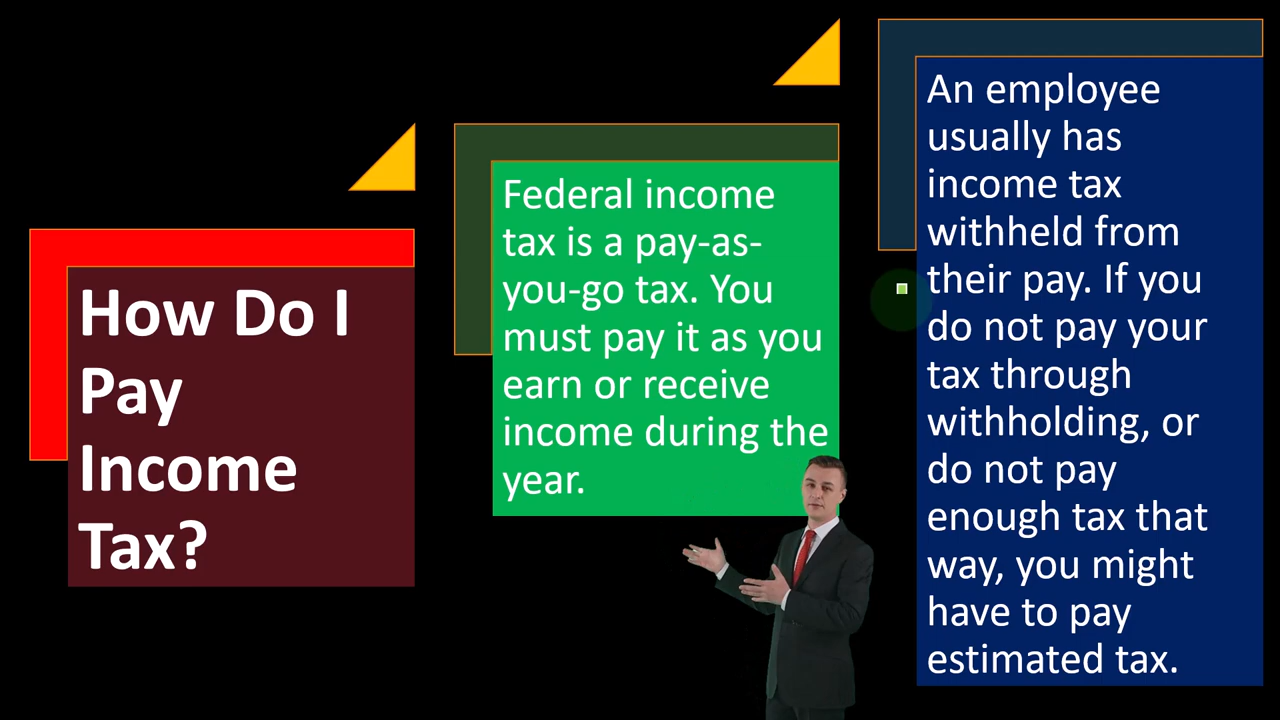 How Do I
Pay
Income
Tax?
Federal income
tax is a pay-as-
you-go tax. You
must pay it as you
earn or receive
income during the
year.
An employee
usually has
income tax
withheld from
their pay. If you
do not pay your
tax through
withholding, or
do not pay
enough tax that
way, you might
have to pay
estimated tax.